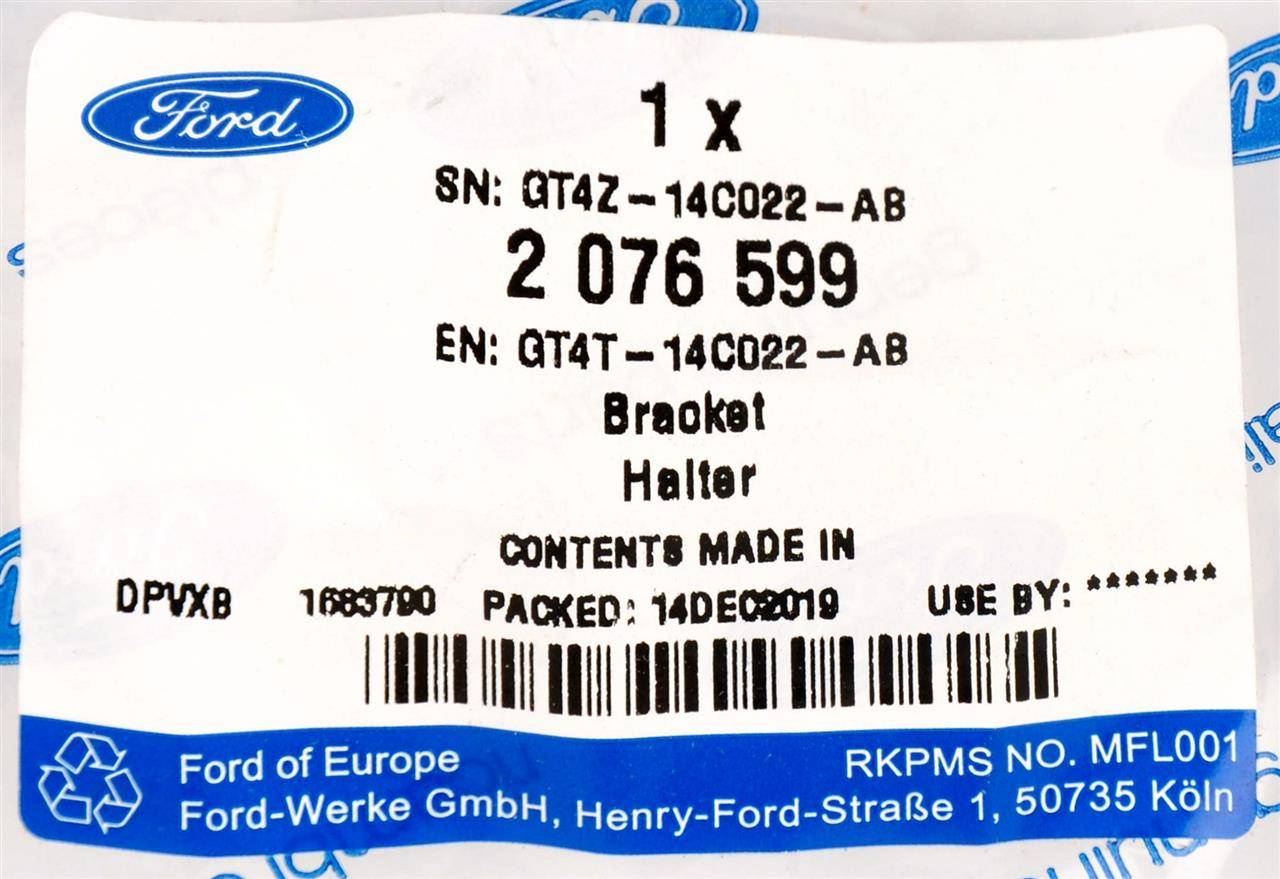 Ford
1 x
SN: GT4Z-14C022-AB
2 076 599
EN: GT4T-14C022-AB
Bracket
Halter
CONTENTS MADE IN
DPVXB 1683790 PACKED: 14DEC2019 USE BY: *******
Ford of Europe RKPMS NO. MFL001
Ford-Werke GmbH, Henry-Ford-Straße 1, 50735 Köln